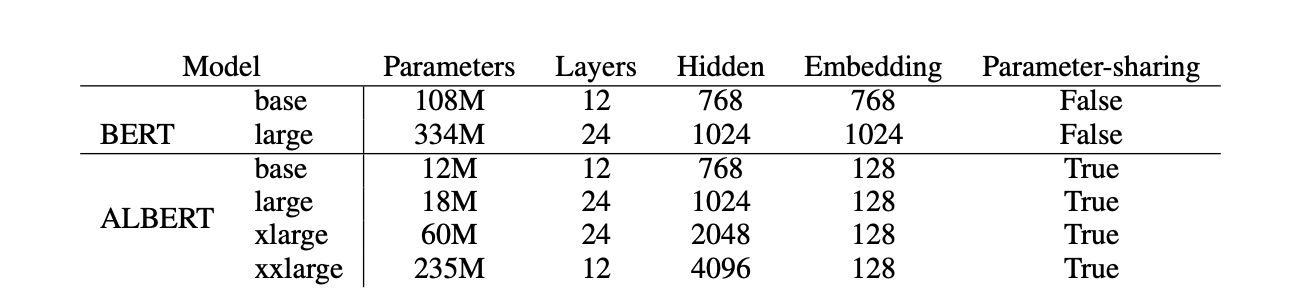 Model Parameters Layers Hidden Embedding Parameter-sharing
base 108M 12 768 768 False
BERT large 334M 24 1024 1024 False
base 12M 12 768 128 True
large 18M 24 1024 128 True
ALBERT
xlarge 60M 24 2048 128 True
xxlarge 235M 12 4096 128 True